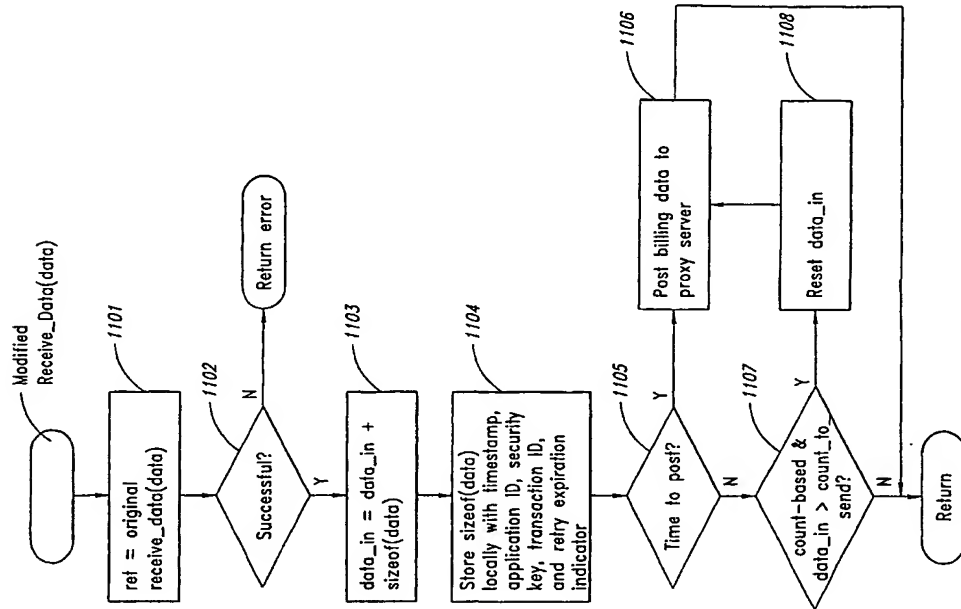 Modified
Receive_Data(data)
1101
ret = original
receive_data(data)
1102
Successful?
N
Return error
Y
1103
data_in = data_in +
sizeof(data)
1104
Store sizeof(data)
locally with timestamp,
application ID, security
key, transaction ID,
and retry expiration
indicator
1105
Time to post?
Y
1106
Post billing data to
proxy server
N
1107
count-based &
data_in > count_to_
send?
Y
1108
Reset data_in
N
Return